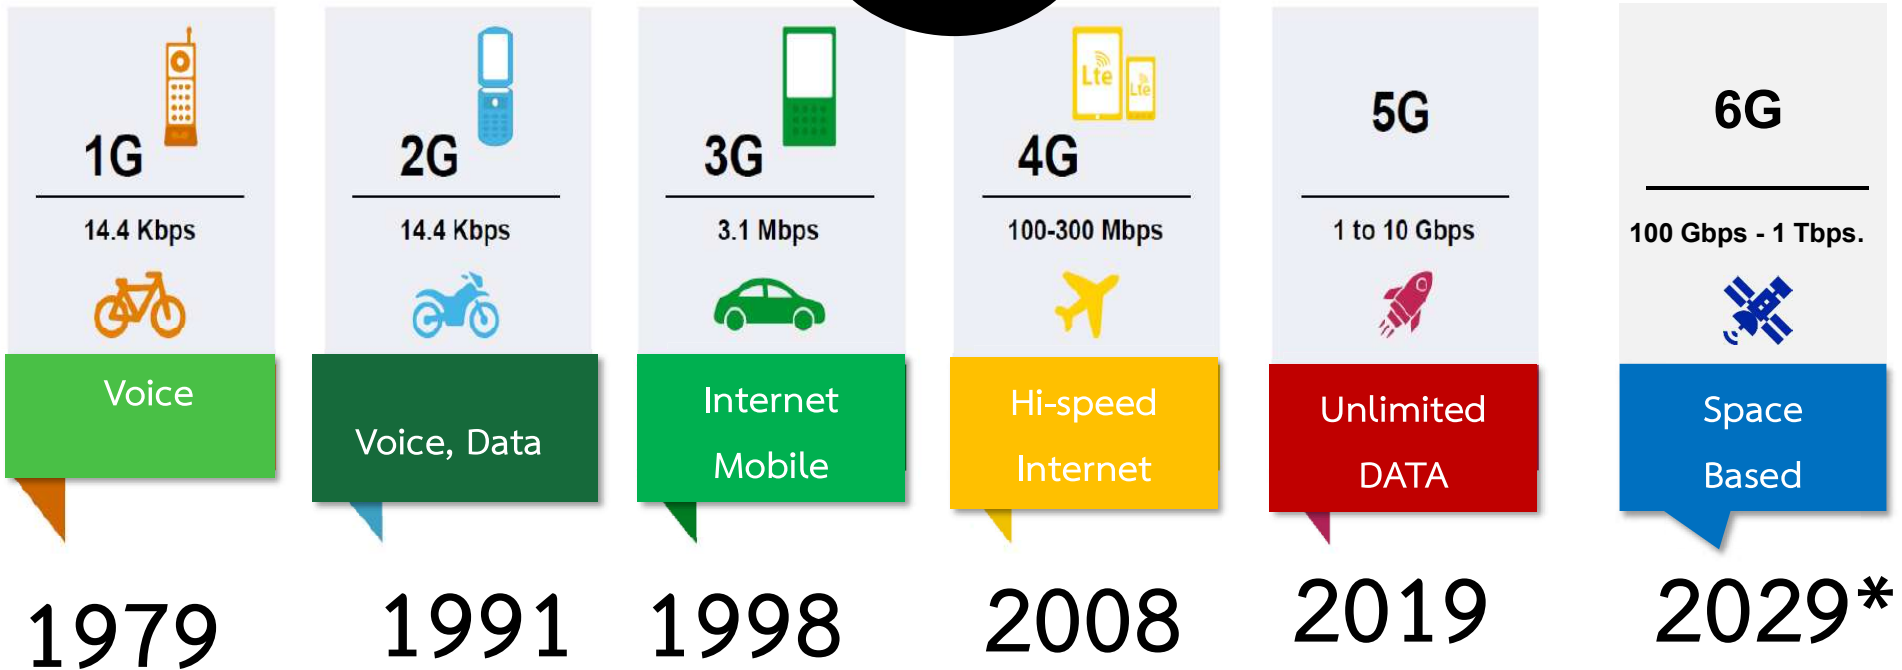 1G
14.4 Kbps
Voice
1979
2G
14.4 Kbps
Voice, Data
1991
3G
3.1 Mbps
Internet
Mobile
1998
Lte
Lte
4G
100-300 Mbps
Hi-speed
Internet
2008
5G
1 to 10 Gbps
Unlimited
DATA
2019
6G
100 Gbps - 1 Tbps.
Space
Based
2029*